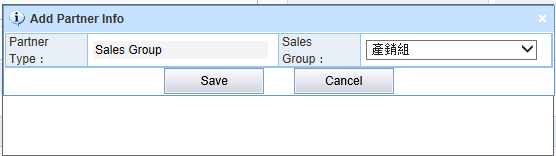 Add Partner Info
Partner Type：
Sales Group
Sales Group：
產銷組
Save
Cancel